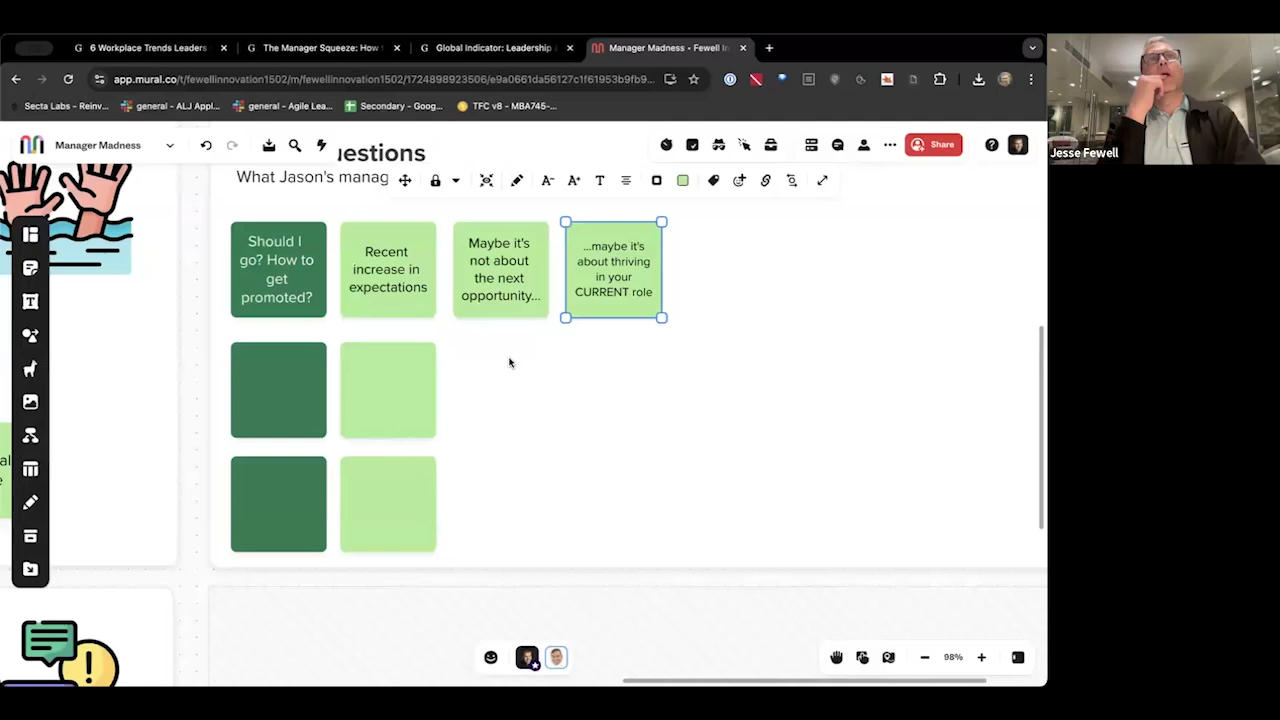 6 Workplace Trends Leaders
The Manager Squeeze: How
Global Indicator: Leadership
Manager Madness • Fewell In
app.mural.co/t/fewellinnovation1502/m/fewellinnovation1502/1724898923506/e9a0661da56127c1f61953b9fb9...
Secta Labs - Reinv...
general - ALJ Appl...
general - Agile Lea...
Secondary - Goog...
TFC v8 - MBA745-...
Jesse Fewell
Manager Madness
Share
uestions
What Jason's manag
A-
A+
T
Should I
go? How to
get
promoted?
Recent
increase in
expectations
Maybe it's
not about
the next
opportunity...
...maybe it's
about thriving
in your
CURRENT role
al
e
98%